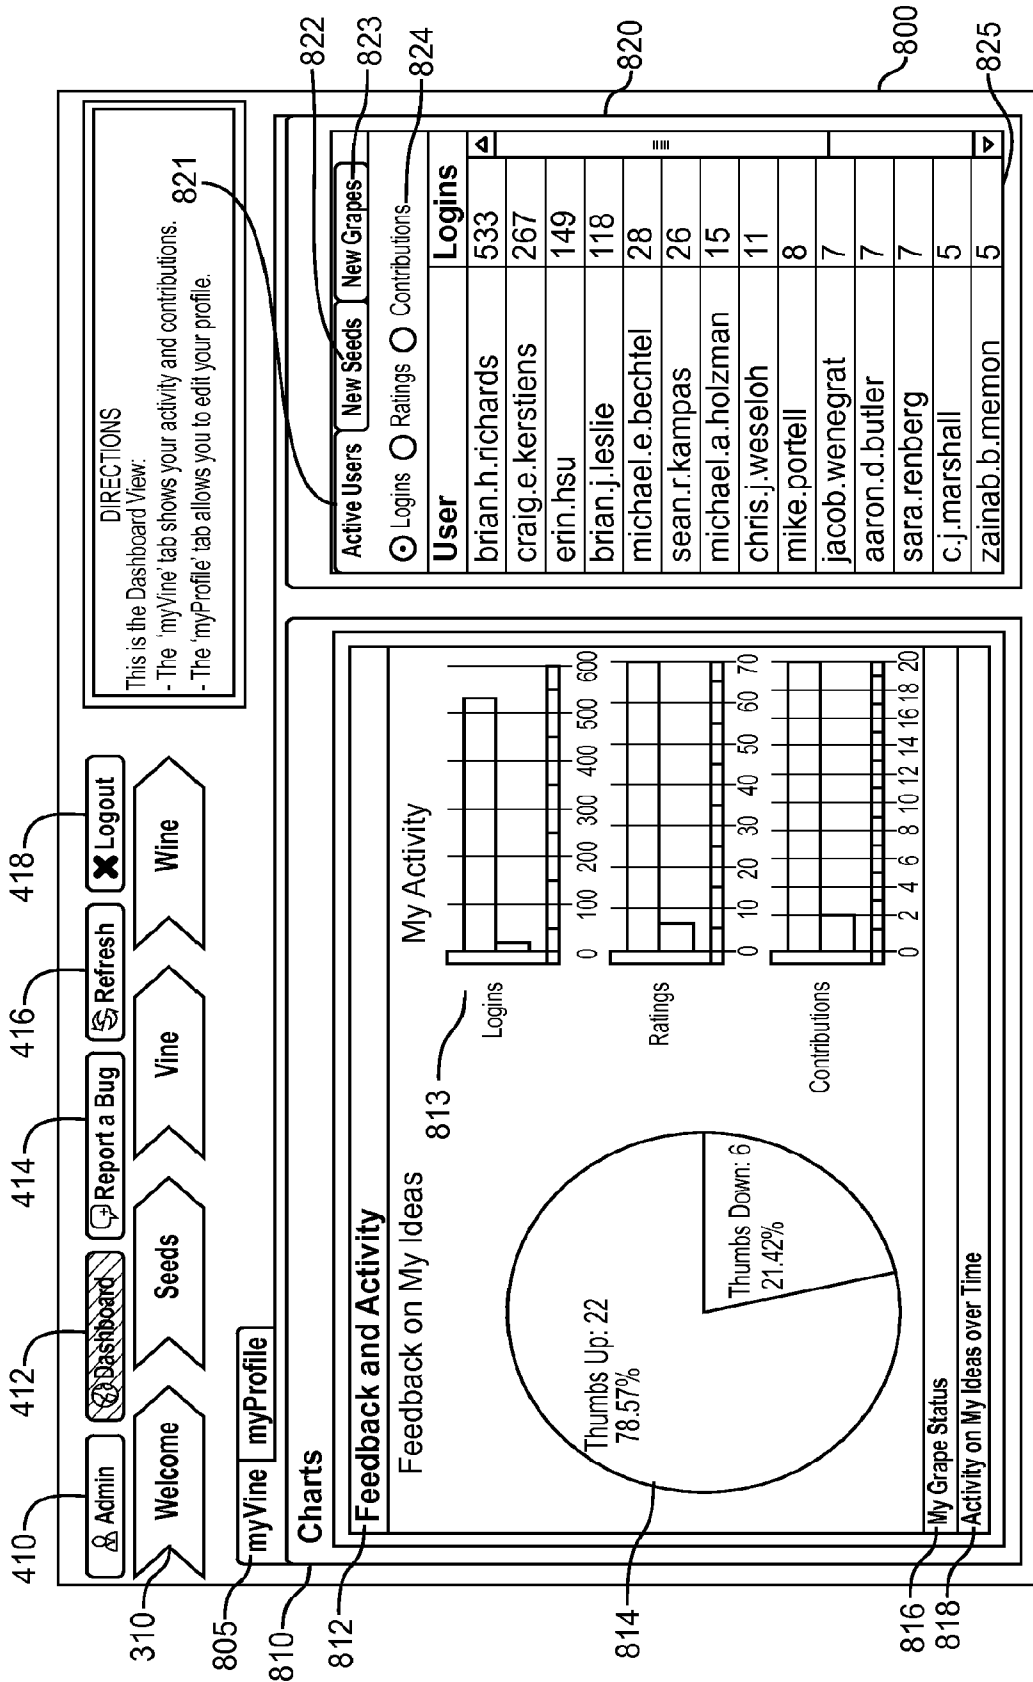 410 412 414 416 418
Admin Dashboard Report a Bug Refresh Logout
310
Welcome Seeds Vine Wine
DIRECTIONS
This is the Dashboard View:
- The 'myVine' tab shows your activity and contributions.
- The 'myProfile' tab allows you to edit your profile.
805
myVine myProfile
810
Charts
812
Feedback and Activity
Feedback on My Ideas
Thumbs Up: 22
78.57%
Thumbs Down: 6
21.42%
814
813
My Activity
Logins
0 100 200 300 400 500 600
Ratings
0 10 20 30 40 50 60 70
Contributions
0 2 4 6 8 10 12 14 16 18 20
816
My Grape Status
818
Activity on My Ideas over Time
821
822
823
824
Active Users New Seeds New Grapes
Logins Ratings Contributions
User Logins
brian.h.richards 533
craig.e.kerstiens 267
erin.hsu 149
brian.j.leslie 118
michael.e.bechtel 28
sean.r.kampas 26
michael.a.holzman 15
chris.j.weseloh 11
mike.portell 8
jacob.wenegrat 7
aaron.d.butler 7
sara.renberg 7
c.j.marshall 5
zainab.b.memon 5
820
800
825